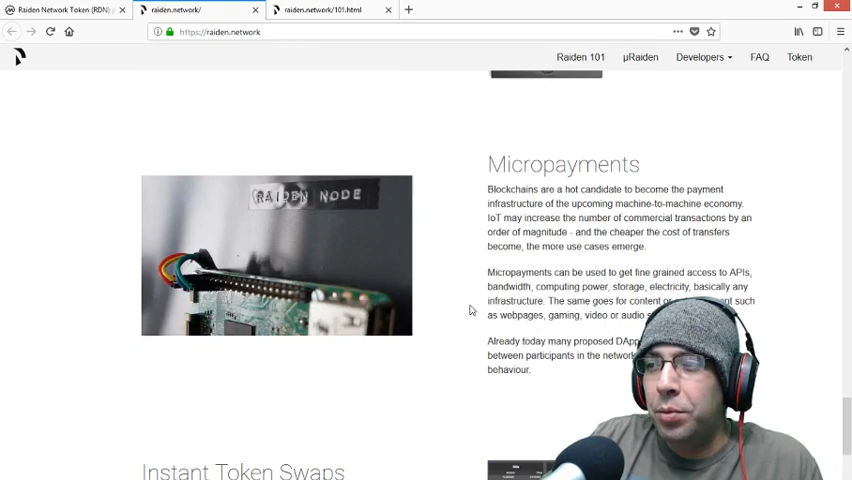 Raiden Network Token (RDN)
raiden.network/
raiden.network/101.html
https://raiden.network
Raiden 101
µRaiden
Developers
FAQ
Token
RAIDEN NODE
Micropayments
Blockchains are a hot candidate to become the payment
infrastructure of the upcoming machine-to-machine economy.
IoT may increase the number of commercial transactions by an
order of magnitude - and the cheaper the cost of transfers
become, the more use cases emerge.
Micropayments can be used to get fine grained access to APIs,
bandwidth, computing power, storage, electricity, basically any
infrastructure. The same goes for content or such
as webpages, gaming, video or audio
Already today many proposed DApp
between participants in the network
behaviour.
Instant Token Swaps